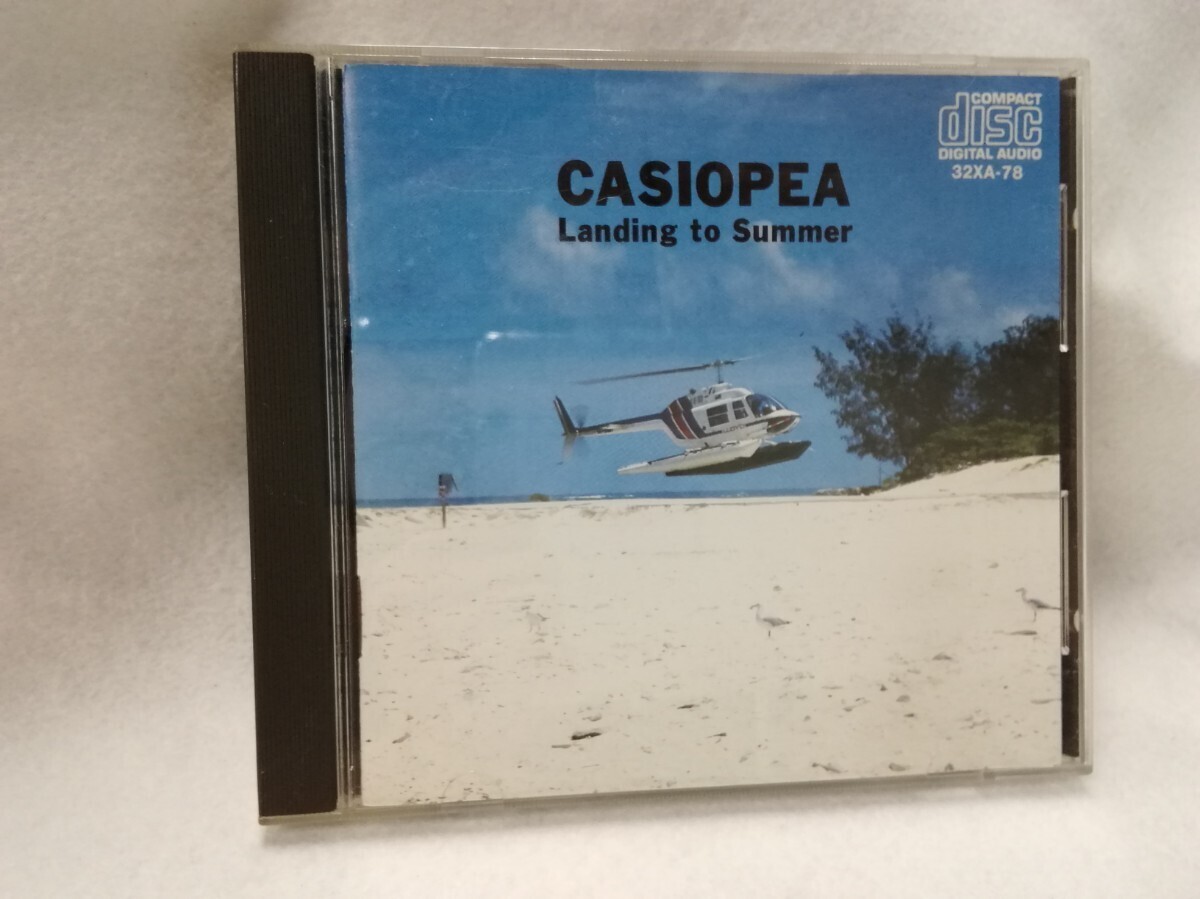 COMPACT
disc
DIGITAL AUDIO
32XA-78
CASIOPEA
Landing to Summer